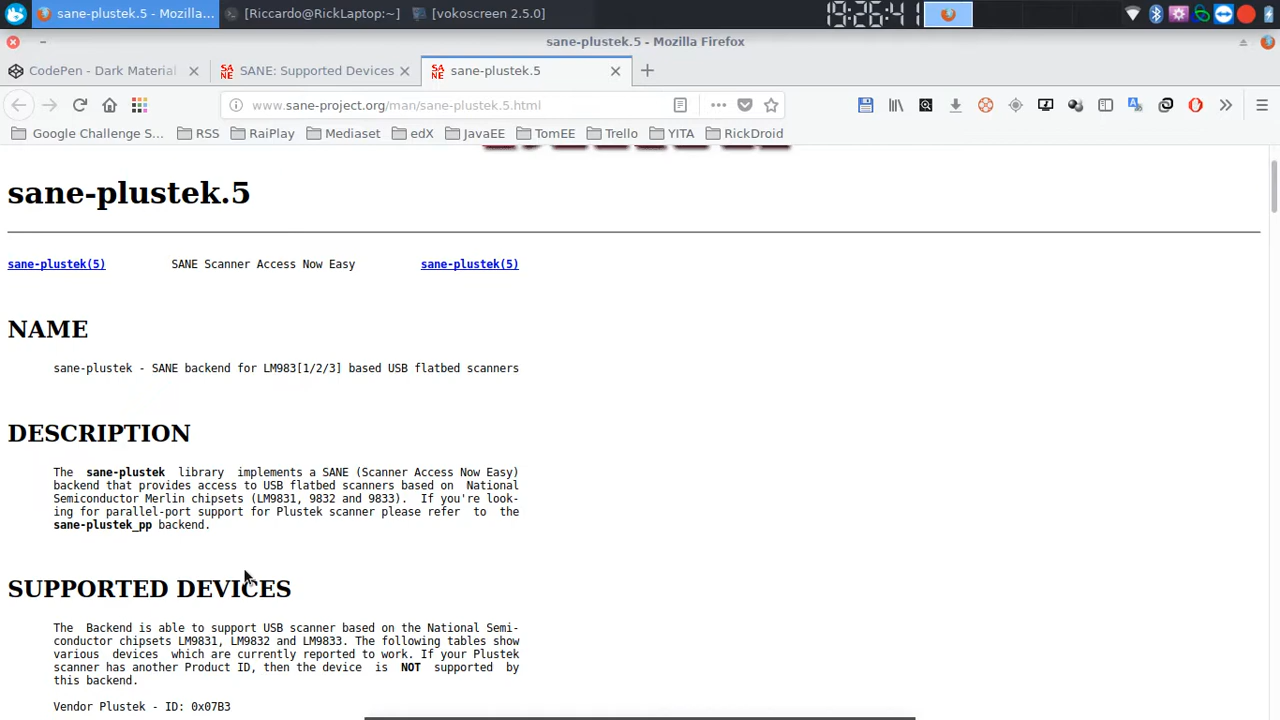 sane-plustek.5 - Mozilla...
[Riccardo@RickLaptop:~]
[vokoscreen 2.5.0]
19:26:41
sane-plustek.5 - Mozilla Firefox
CodePen - Dark Material
SANE: Supported Devices
sane-plustek.5
www.sane-project.org/man/sane-plustek.5.html
Google Challenge S...
RSS
RaiPlay
Mediaset
edX
JavaEE
TomEE
Trello
YITA
RickDroid
sane-plustek.5
sane-plustek(5) SANE Scanner Access Now Easy sane-plustek(5)
NAME
sane-plustek - SANE backend for LM983[1/2/3] based USB flatbed scanners
DESCRIPTION
The sane-plustek library implements a SANE (Scanner Access Now Easy)
backend that provides access to USB flatbed scanners based on National
Semiconductor Merlin chipsets (LM9831, 9832 and 9833). If you're look-
ing for parallel-port support for Plustek scanner please refer to the
sane-plustek_pp backend.
SUPPORTED DEVICES
The Backend is able to support USB scanner based on the National Semi-
conductor chipsets LM9831, LM9832 and LM9833. The following tables show
various devices which are currently reported to work. If your Plustek
scanner has another Product ID, then the device is NOT supported by
this backend.
Vendor Plustek - ID: 0x07B3